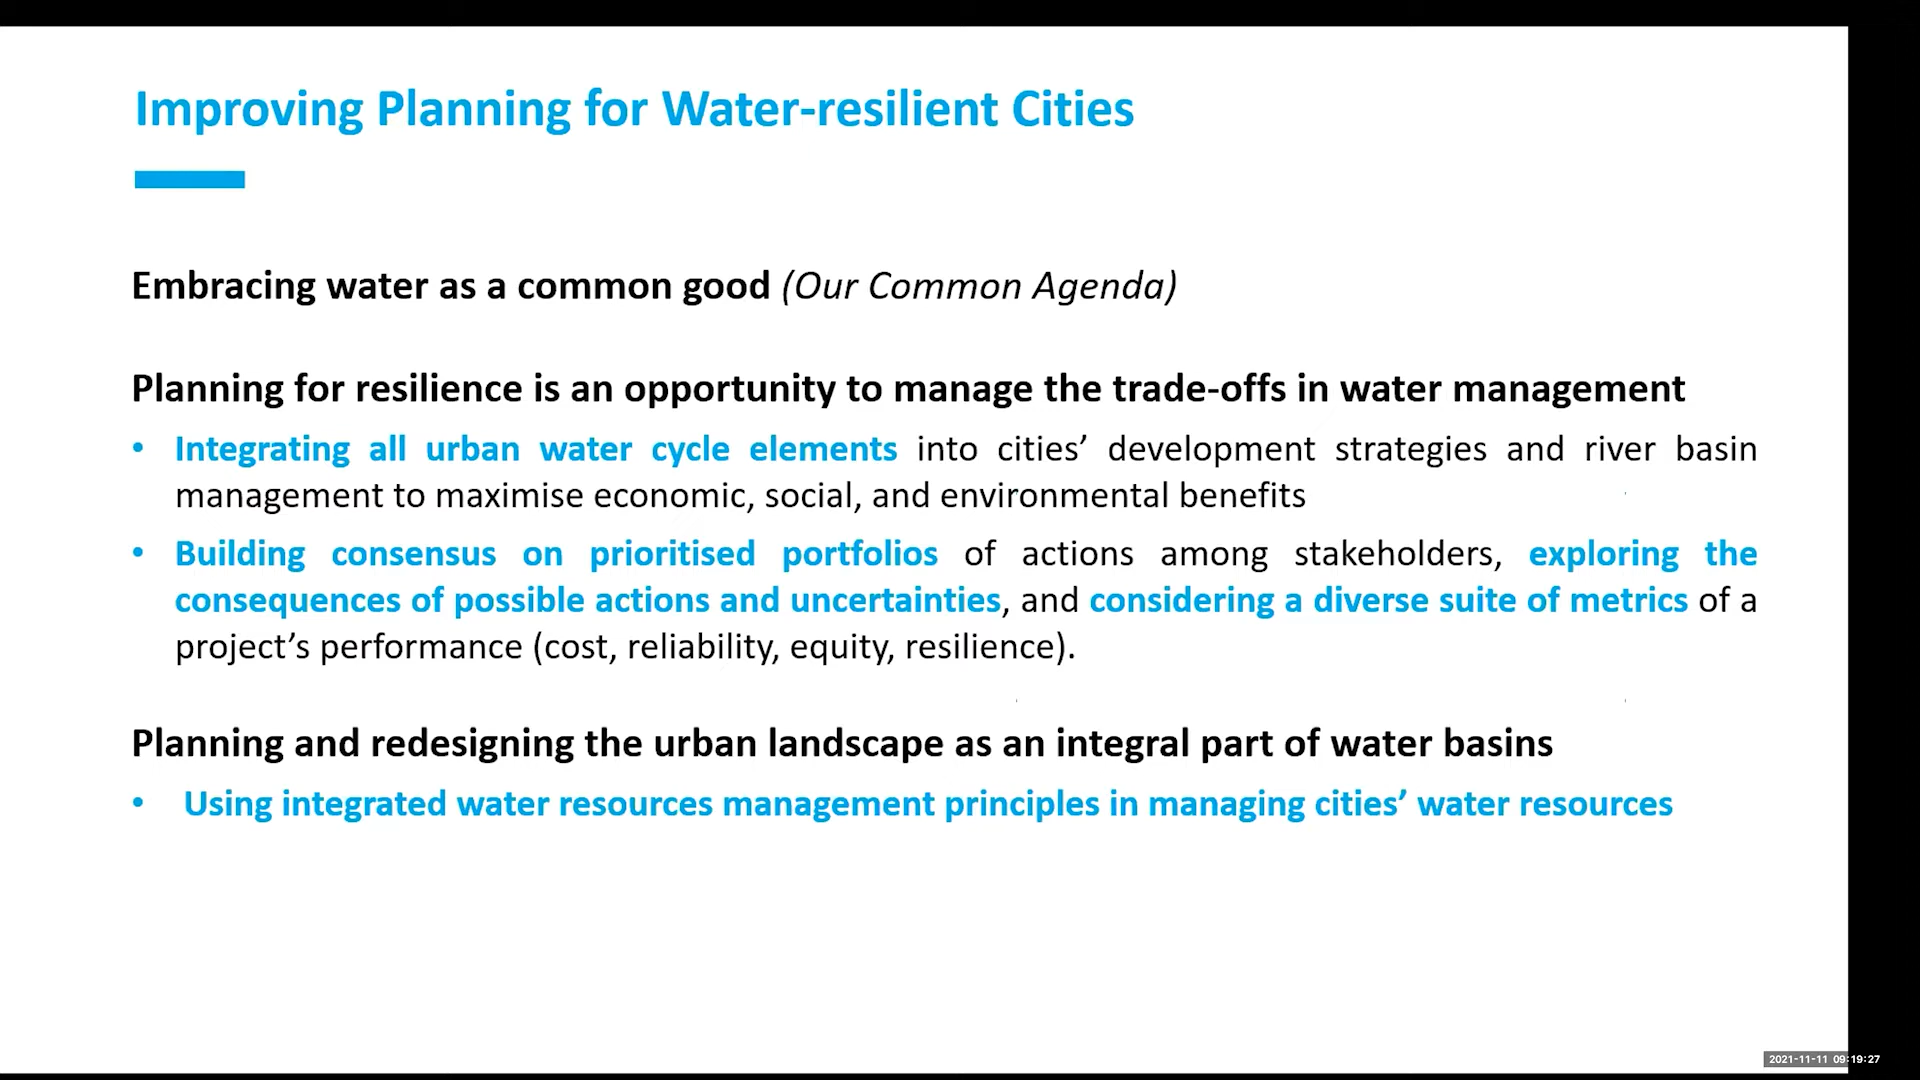 Improving Planning for Water-resilient Cities
Embracing water as a common good (Our Common Agenda)
Planning for resilience is an opportunity to manage the trade-offs in water management
• Integrating all urban water cycle elements into cities’ development strategies and river basin
management to maximise economic, social, and environmental benefits
• Building consensus on prioritised portfolios of actions among stakeholders, exploring the
consequences of possible actions and uncertainties, and considering a diverse suite of metrics of a
project’s performance (cost, reliability, equity, resilience).
Planning and redesigning the urban landscape as an integral part of water basins
• Using integrated water resources management principles in managing cities’ water resources
2021-11-11 09:19:27